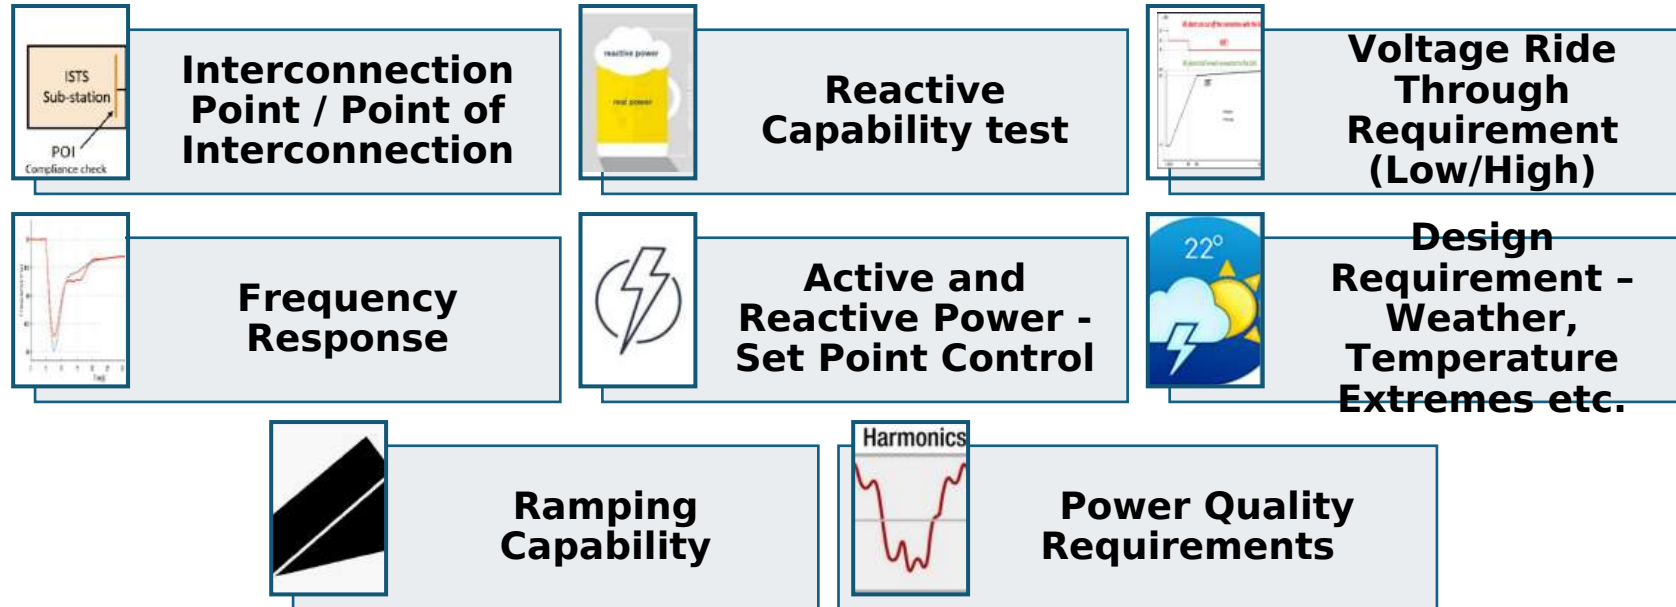 ISTS
Sub-station
POI
Compliance check
Interconnection
Point / Point of
Interconnection
reactive power
real power
Reactive
Capability test
Voltage Ride
Through
Requirement
(Low/High)
Frequency
Response
Active and
Reactive Power -
Set Point Control
22°
Design
Requirement –
Weather,
Temperature
Extremes etc.
Ramping
Capability
Harmonics
Power Quality
Requirements